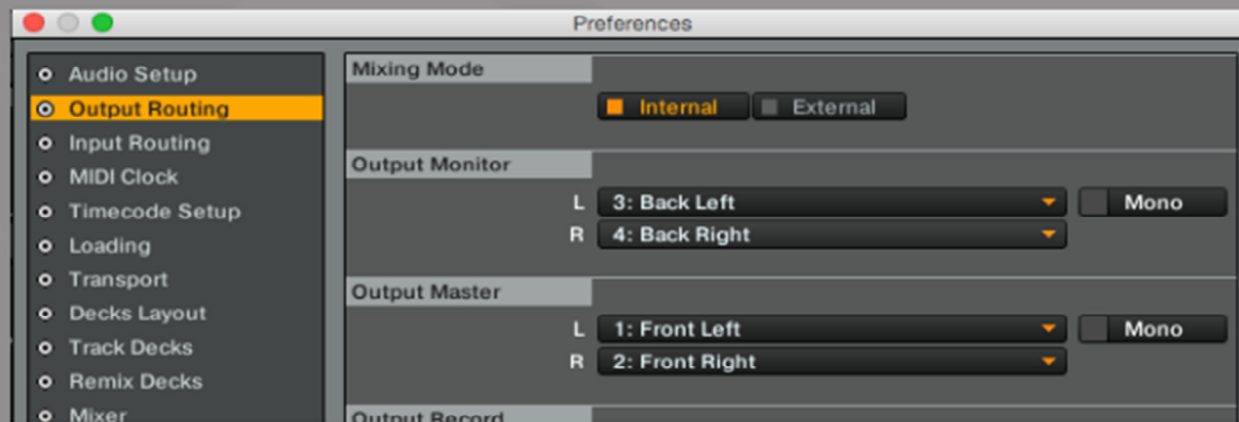 Preferences
Audio Setup
Output Routing
Input Routing
MIDI Clock
Timecode Setup
Loading
Transport
Decks Layout
Track Decks
Remix Decks
Mixer
Mixing Mode
Internal External
Output Monitor
L 3: Back Left Mono
R 4: Back Right
Output Master
L 1: Front Left Mono
R 2: Front Right
Output Record